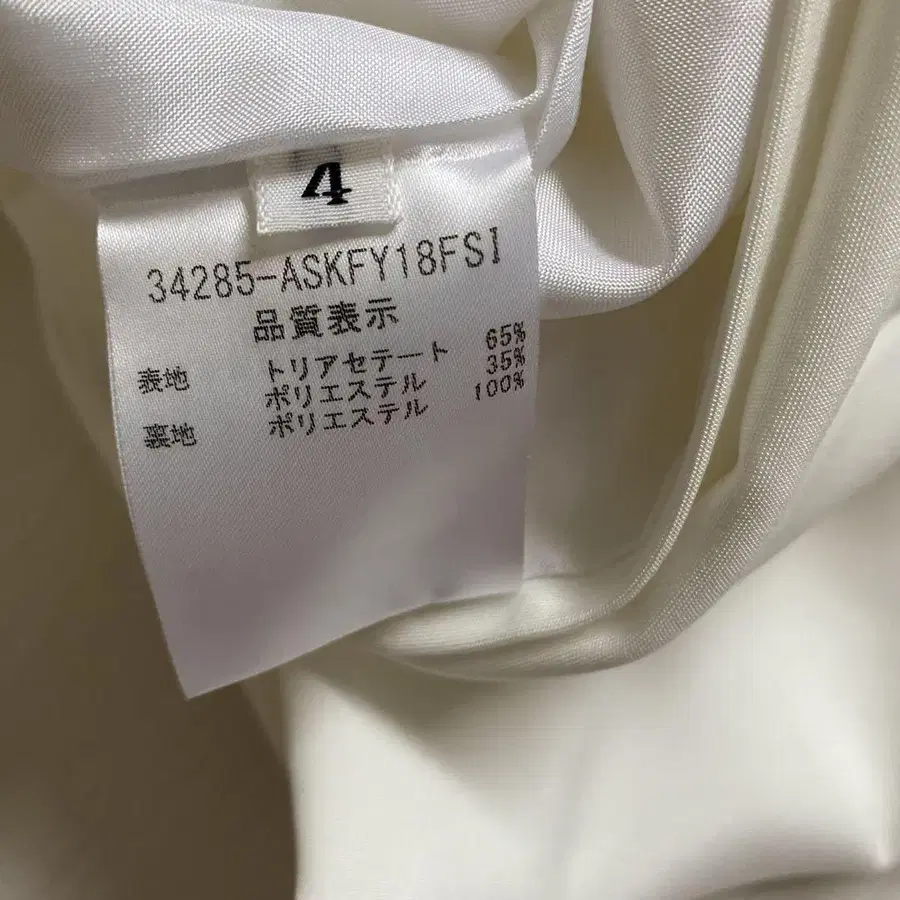 4
34285-ASKFY18FSI
品質表示
表地 トリアセテート 65%
ポリエステル 35%
裏地 ポリエステル 100%